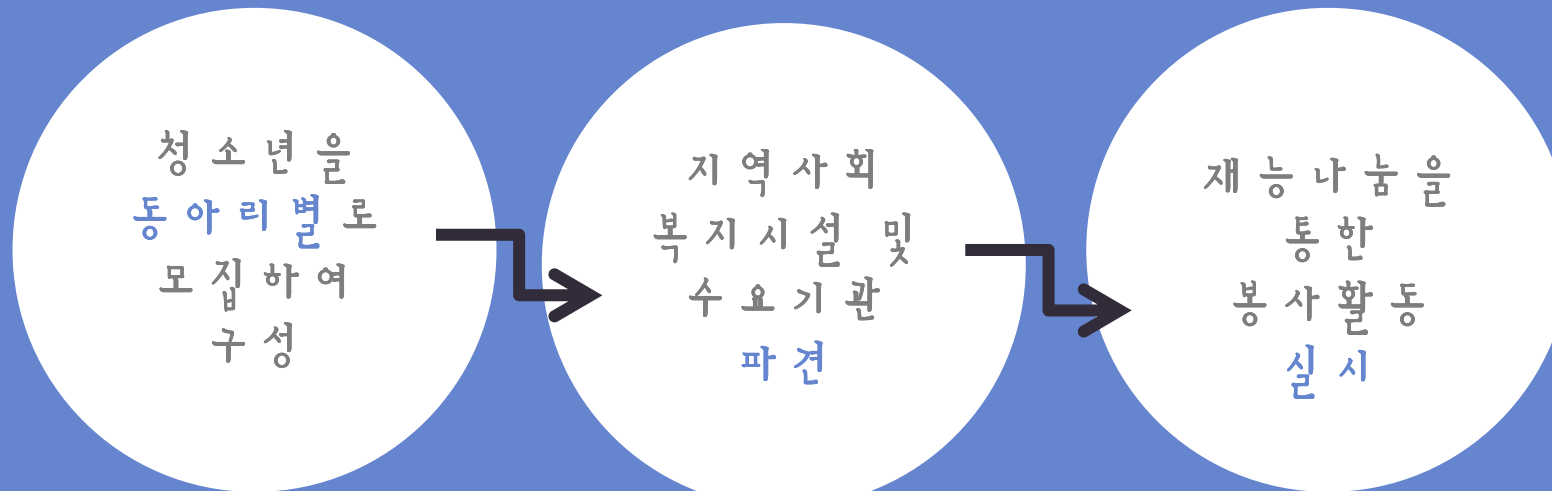 청소년을
동아리별로
모집하여
구성
지역사회
복지시설 및
수요기관
파견
재능나눔을
통한
봉사활동
실시